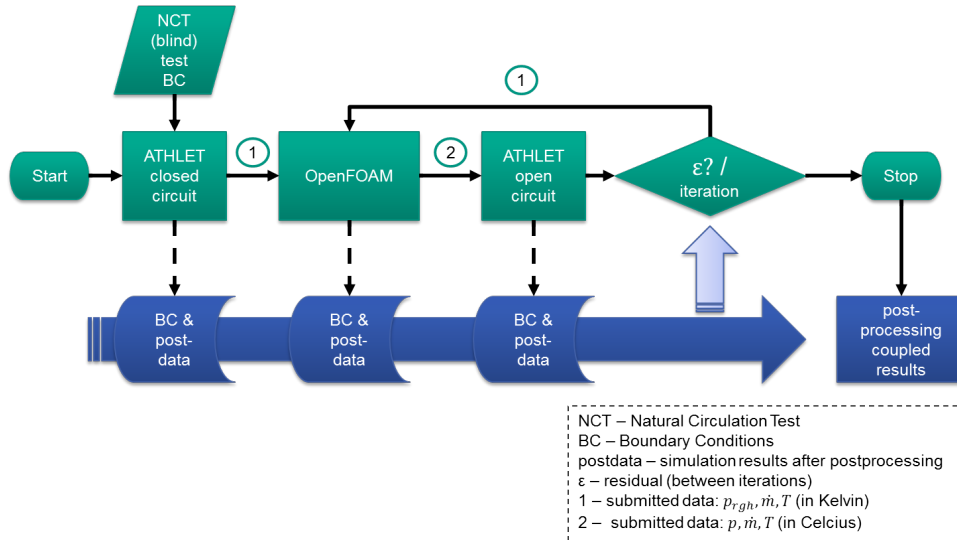 NCT
(blind)
test
BC
1
Start
ATHLET
closed
circuit
1
OpenFOAM
2
ATHLET
open
circuit
ε? /
iteration
Stop
BC &
post-
data
BC &
post-
data
BC &
post-
data
post-
processing
coupled
results
NCT – Natural Circulation Test
BC – Boundary Conditions
postdata – simulation results after postprocessing
ε – residual (between iterations)
1 – submitted data: p_rgh, ṁ, T (in Kelvin)
2 – submitted data: p, ṁ, T (in Celcius)